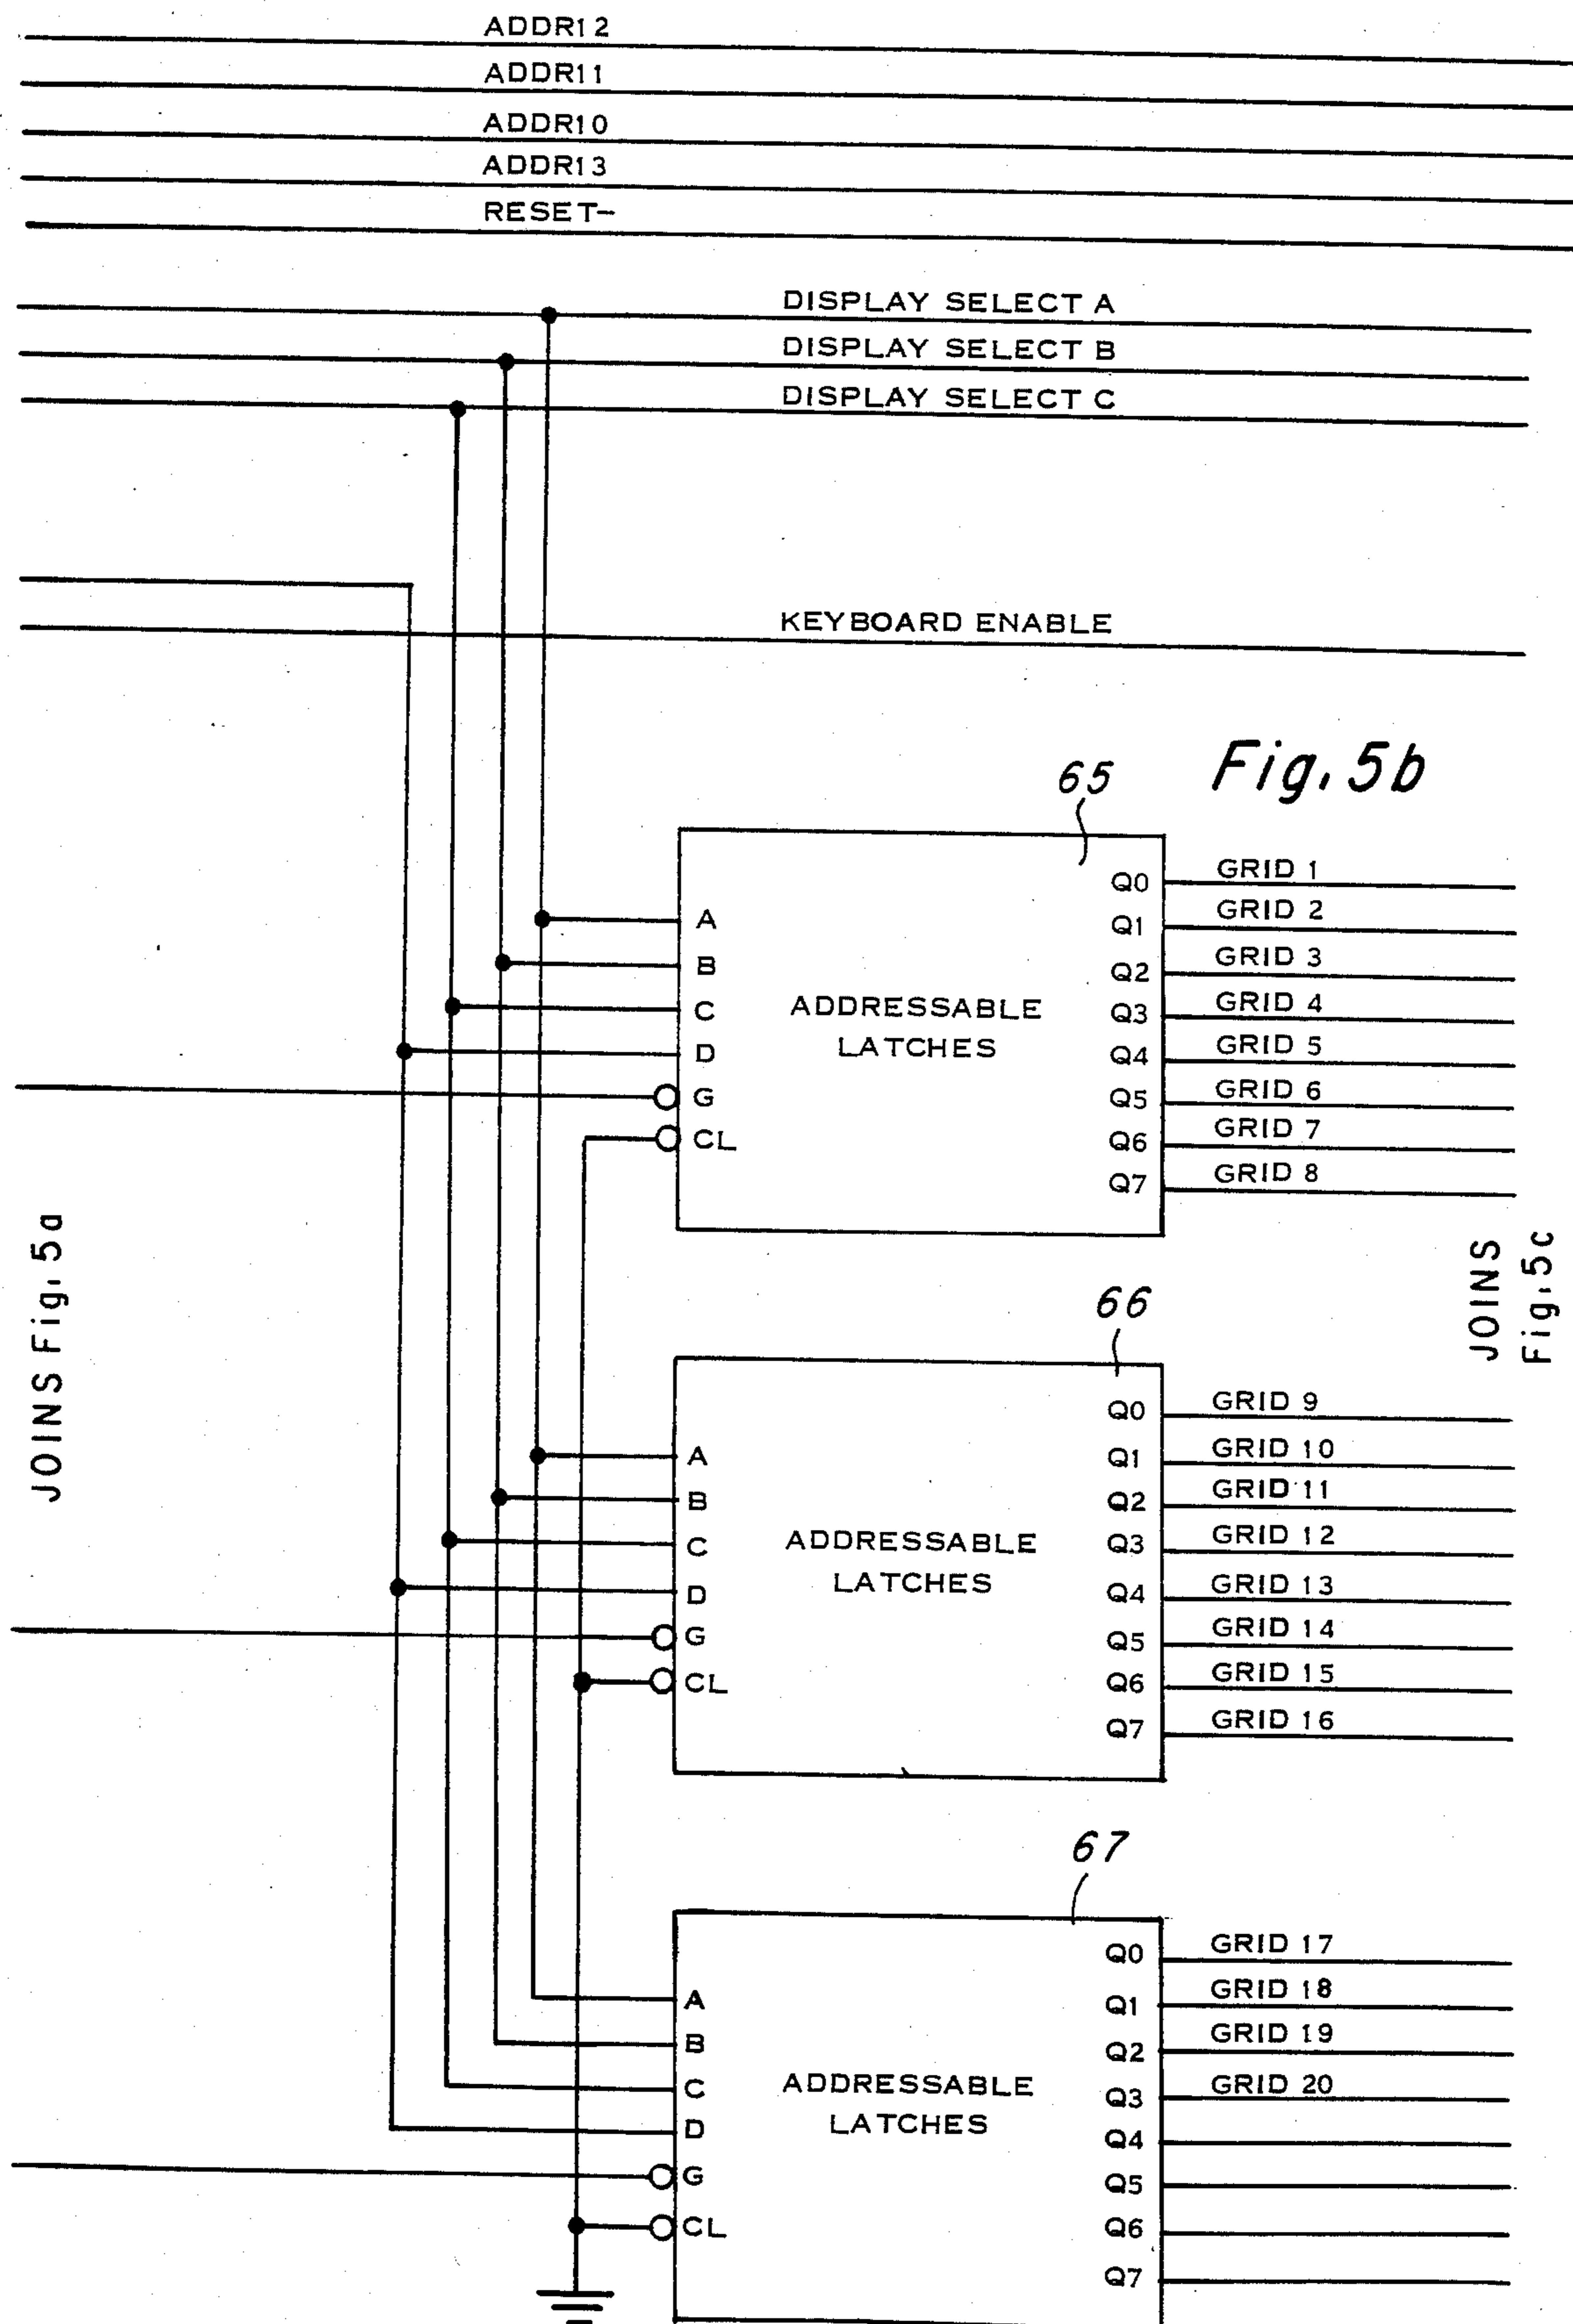 ADDR12
ADDR11
ADDR10
ADDR13
RESET-
DISPLAY SELECT A
DISPLAY SELECT B
DISPLAY SELECT C
KEYBOARD ENABLE
Fig. 5b
65
A
B
C
D
G
CL
ADDRESSABLE
LATCHES
Q0 GRID 1
Q1 GRID 2
Q2 GRID 3
Q3 GRID 4
Q4 GRID 5
Q5 GRID 6
Q6 GRID 7
Q7 GRID 8
JOINS Fig. 5a
JOINS
Fig. 5c
66
A
B
C
D
G
CL
ADDRESSABLE
LATCHES
Q0 GRID 9
Q1 GRID 10
Q2 GRID 11
Q3 GRID 12
Q4 GRID 13
Q5 GRID 14
Q6 GRID 15
Q7 GRID 16
67
A
B
C
D
G
CL
ADDRESSABLE
LATCHES
Q0 GRID 17
Q1 GRID 18
Q2 GRID 19
Q3 GRID 20
Q4
Q5
Q6
Q7